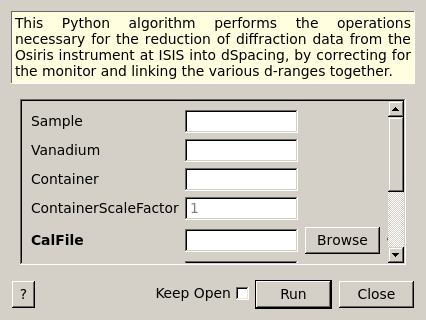 This Python algorithm performs the operations
necessary for the reduction of diffraction data from the
Osiris instrument at ISIS into dSpacing, by correcting for
the monitor and linking the various d-ranges together.
Sample
Vanadium
Container
ContainerScaleFactor 1
CalFile Browse
? Keep Open Run Close